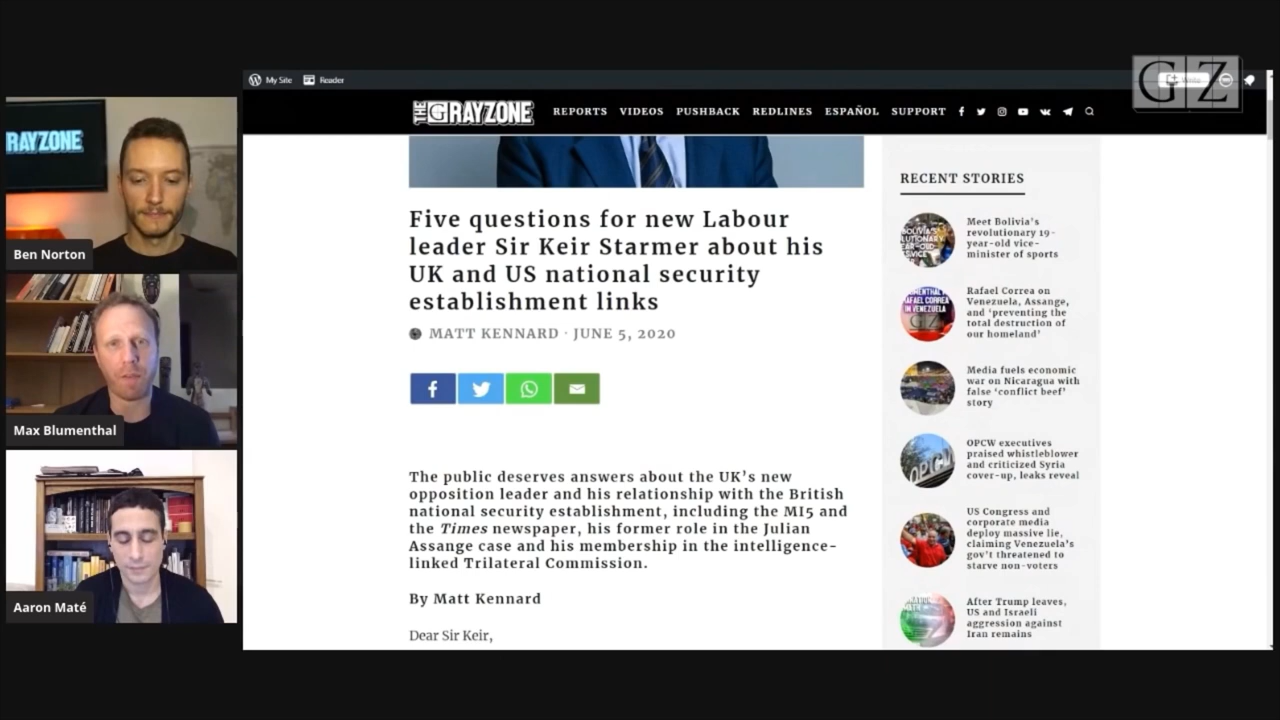 My Site
Reader
Write
GZ
THE GRAYZONE
REPORTS VIDEOS PUSHBACK REDLINES ESPAÑOL SUPPORT
RAYZONE
Ben Norton
Max Blumenthal
Aaron Maté
Five questions for new Labour
leader Sir Keir Starmer about his
UK and US national security
establishment links
MATT KENNARD · JUNE 5, 2020
The public deserves answers about the UK's new
opposition leader and his relationship with the British
national security establishment, including the MI5 and
the Times newspaper, his former role in the Julian
Assange case and his membership in the intelligence-
linked Trilateral Commission.
By Matt Kennard
Dear Sir Keir,
RECENT STORIES
Meet Bolivia's
revolutionary 19-
year-old vice-
minister of sports
Rafael Correa on
Venezuela, Assange,
and 'preventing the
total destruction of
our homeland'
Media fuels economic
war on Nicaragua with
false 'conflict beef'
story
OPCW executives
praised whistleblower
and criticized Syria
cover-up, leaks reveal
US Congress and
corporate media
deploy massive lie,
claiming Venezuela's
gov't threatened to
starve non-voters
After Trump leaves,
US and Israeli
aggression against
Iran remains